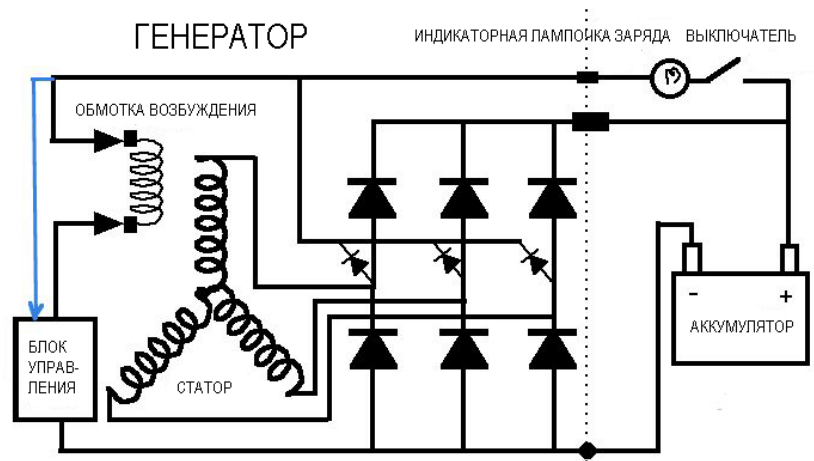 ГЕНЕРАТОР
ИНДИКАТОРНАЯ ЛАМПОЧКА ЗАРЯДА ВЫКЛЮЧАТЕЛЬ
ОБМОТКА ВОЗБУЖДЕНИЯ
- +
АККУМУЛЯТОР
БЛОК
УПРАВ-
ЛЕНИЯ
СТАТОР